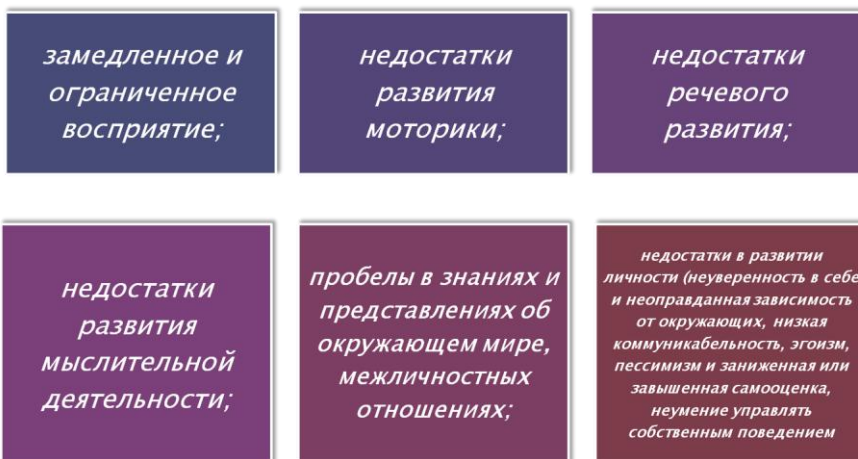 замедленное и
ограниченное
восприятие;
недостатки
развития
моторики;
недостатки
речевого
развития;
недостатки
развития
мыслительной
деятельности;
пробелы в знаниях и
представлениях об
окружающем мире,
межличностных
отношениях;
недостатки в развитии
личности (неуверенность в себе
и неоправданная зависимость
от окружающих, низкая
коммуникабельность, эгоизм,
пессимизм и заниженная или
завышенная самооценка,
неумение управлять
собственным поведением